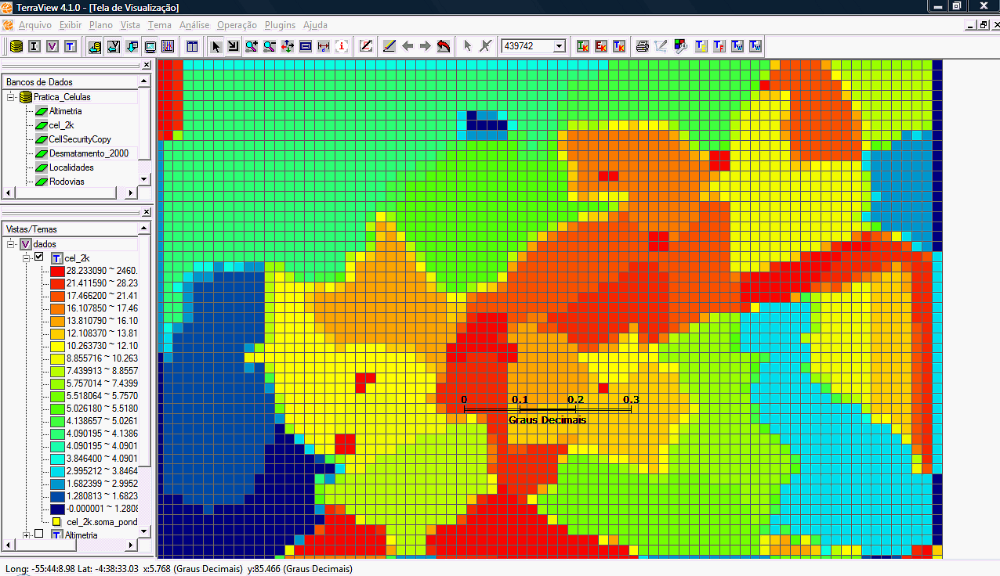 TerraView 4.1.0 - [Tela de Visualização]
Arquivo Exibir Plano Vista Tema Análise Operação Plugins Ajuda
I V T 439742
Bancos de Dados
Pratica_Celulas
Altimetria
cel_2k
CellSecurityCopy
Desmatamento_2000
Localidades
Rodovias
Vistas/Temas
V dados
T cel_2k
28.233090 ~ 2460.
21.411590 ~ 28.23
17.466200 ~ 21.41
16.107850 ~ 17.46
13.810790 ~ 16.10
12.108370 ~ 13.81
10.263730 ~ 12.10
8.855716 ~ 10.263
7.439913 ~ 8.8557
5.757014 ~ 7.4399
5.518064 ~ 5.7570
5.026180 ~ 5.5180
4.138657 ~ 5.0261
4.090195 ~ 4.1386
4.090195 ~ 4.0901
3.846400 ~ 4.0901
2.995212 ~ 3.8464
1.682399 ~ 2.9952
1.280813 ~ 1.6823
-0.000001 ~ 1.2808
cel_2k.soma_pond
T Altimetria
0 0.1 0.2 0.3
Graus Decimais
Long: -55:44:8.98 Lat: -4:38:33.03 x:5.768 (Graus Decimais) y:85.466 (Graus Decimais)